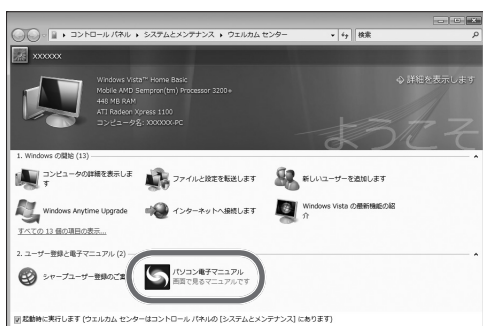 コントロール パネル ▸ システムとメンテナンス ▸ ウェルカム センター
検索
XXXXXX
Windows Vista™ Home Basic
Mobile AMD Sempron(tm) Processor 3200+
448 MB RAM
ATI Radeon Xpress 1100
コンピュータ名: XXXXXX-PC
詳細を表示します
ようこそ
1. Windows の開始 (13)
コンピュータの詳細を表示しま
す
ファイルと設定を転送します
新しいユーザーを追加します
Windows Anytime Upgrade
インターネットへ接続します
Windows Vista の最新機能の紹
介
すべての 13 個の項目の表示...
2. ユーザー登録と電子マニュアル (2)
シャープユーザー登録のご案
パソコン電子マニュアル
画面で見るマニュアルです
起動時に実行します (ウェルカム センターはコントロール パネルの [システムとメンテナンス] にあります)